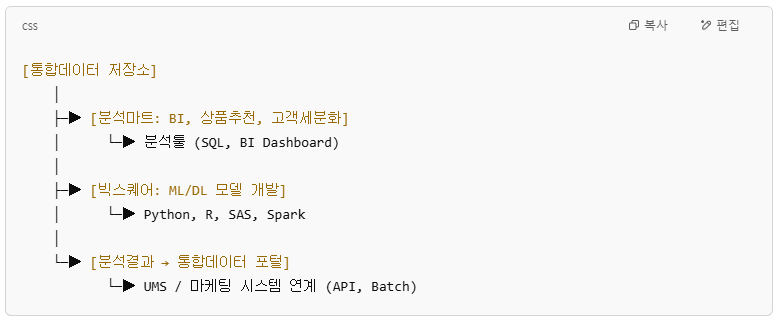 css 복사 편집
[통합데이터 저장소]
│
├─▶ [분석마트: BI, 상품추천, 고객세분화]
│      └─▶ 분석툴 (SQL, BI Dashboard)
│
├─▶ [빅스퀘어: ML/DL 모델 개발]
│      └─▶ Python, R, SAS, Spark
│
└─▶ [분석결과 → 통합데이터 포털]
       └─▶ UMS / 마케팅 시스템 연계 (API, Batch)